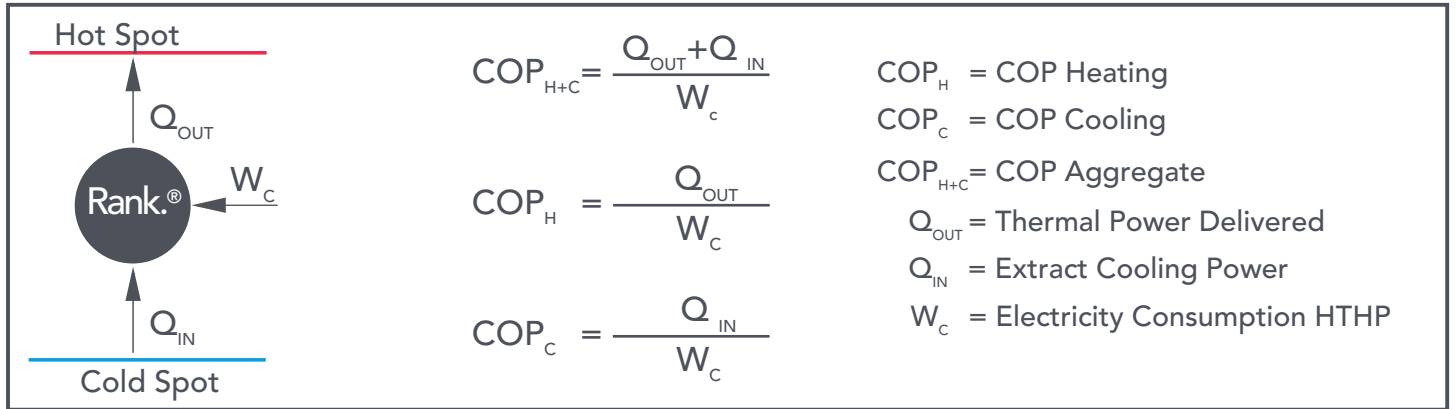 Hot Spot
Q_OUT
Rank.®
W_C
Q_IN
Cold Spot
COP_H+C = (Q_OUT+Q_IN) / W_c
COP_H = Q_OUT / W_C
COP_C = Q_IN / W_C
COP_H = COP Heating
COP_C = COP Cooling
COP_H+C = COP Aggregate
Q_OUT = Thermal Power Delivered
Q_IN = Extract Cooling Power
W_C = Electricity Consumption HTHP